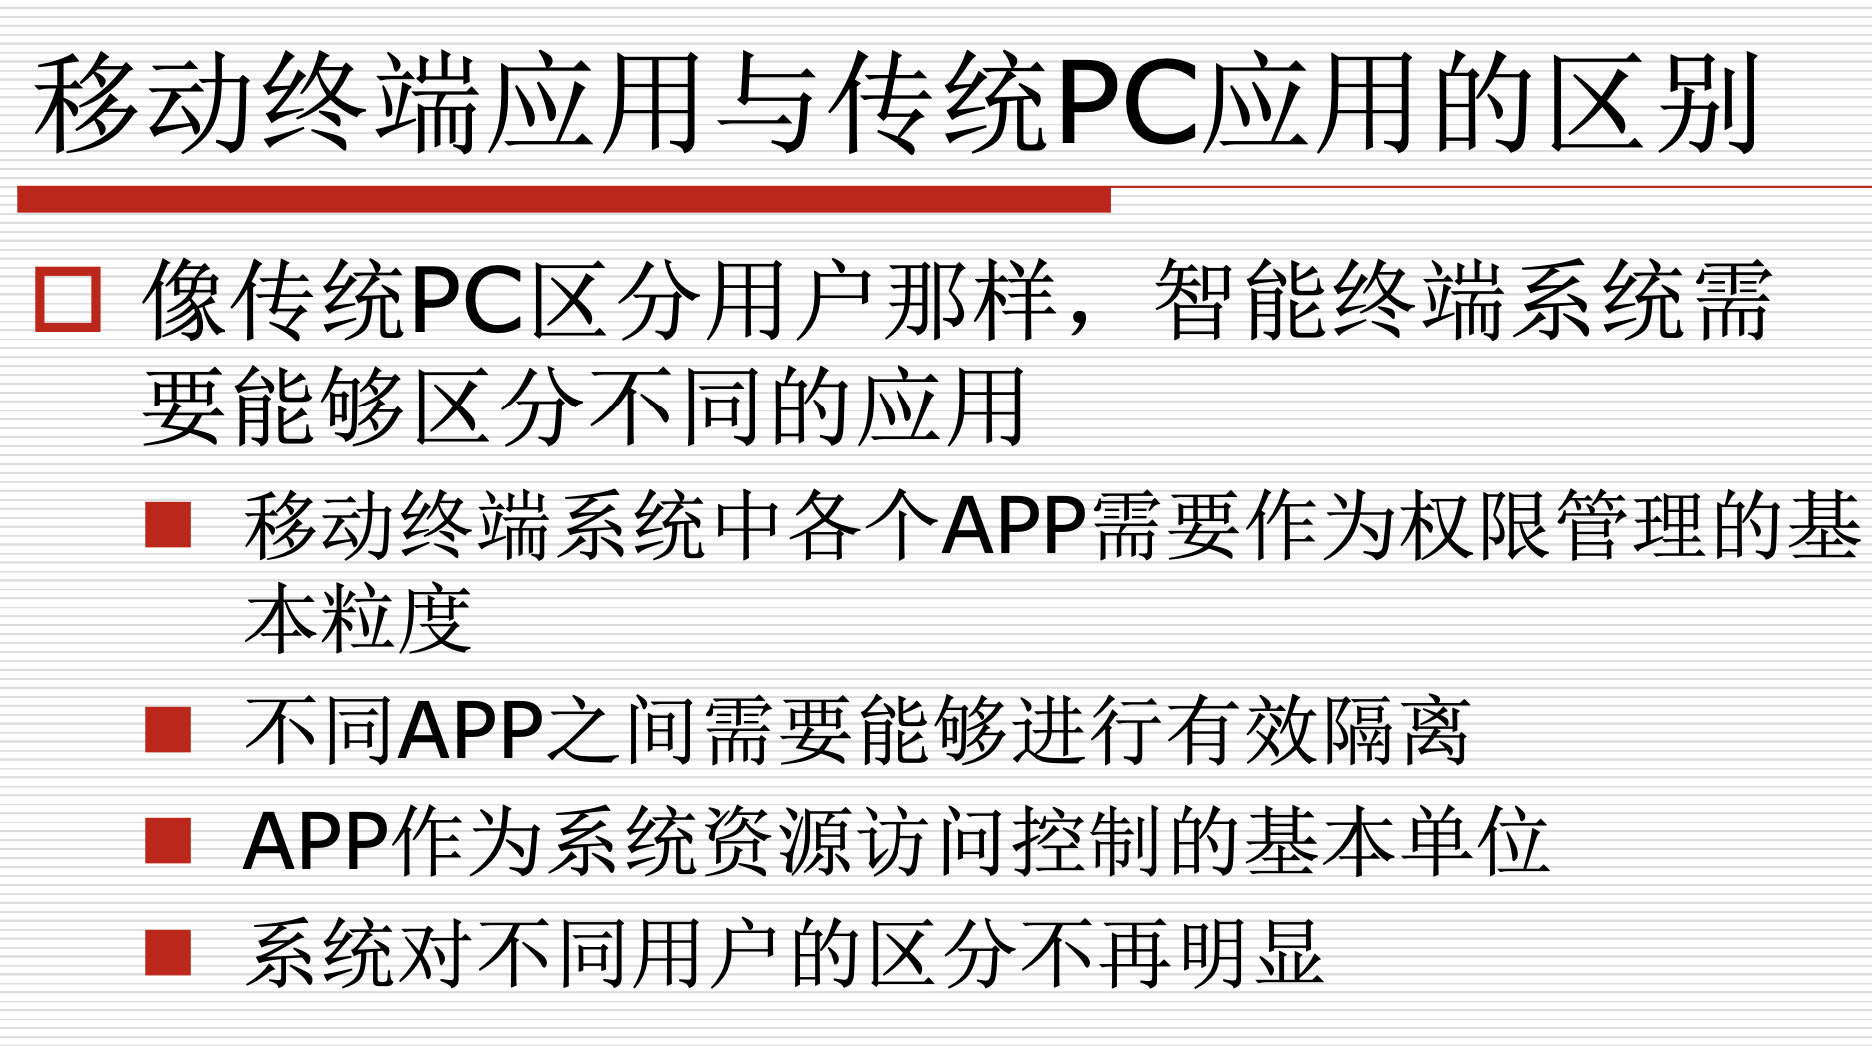 移动终端应用与传统PC应用的区别
像传统PC区分用户那样，智能终端系统需
要能够区分不同的应用
移动终端系统中各个APP需要作为权限管理的基
本粒度
不同APP之间需要能够进行有效隔离
APP作为系统资源访问控制的基本单位
系统对不同用户的区分不再明显